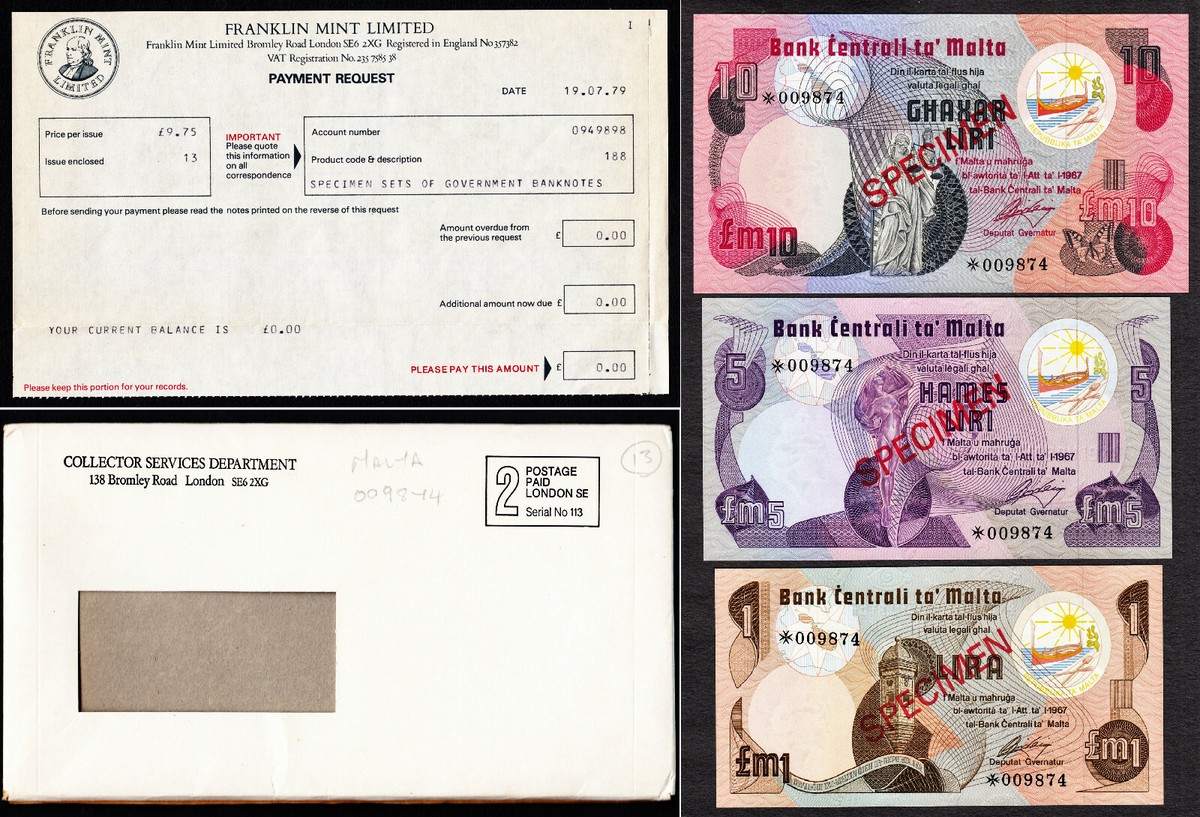 FRANKLIN MINT LIMITED
FRANKLIN MINT LIMITED
I
Franklin Mint Limited Bromley Road London SE6 2XG Registered in England No 357382
VAT Registration No. 235 7585 38
PAYMENT REQUEST
DATE 19.07.79
Price per issue £9.75
Issue enclosed 13
IMPORTANT
Please quote
this information
on all
correspondence
Account number 0949898
Product code & description 188
SPECIMEN SETS OF GOVERNMENT BANKNOTES
Before sending your payment please read the notes printed on the reverse of this request
Amount overdue from
the previous request £ 0.00
Additional amount now due £ 0.00
YOUR CURRENT BALANCE IS £0.00
PLEASE PAY THIS AMOUNT £ 0.00
Please keep this portion for your records.
COLLECTOR SERVICES DEPARTMENT
138 Bromley Road London SE6 2XG
MALTA
009874
2
POSTAGE
PAID
LONDON SE
Serial No 113
13
Bank Ċentrali ta' Malta
10
10
Din il-karta tal-flus hija
valuta legali għal
*009874
GĦAXAR
LIRI
SPECIMEN
REPUBBLIKA TA MALTA
f'Malta u maħruġa
bl-awtorità ta' l-Att ta' l-1967
tal-Bank Ċentrali ta' Malta
Deputat Gvernatur
£m10
£m10
*009874
Bank Ċentrali ta' Malta
5
5
Din il-karta tal-flus hija
valuta legali għal
*009874
ĦAMES
LIRI
SPECIMEN
REPUBBLIKA TA MALTA
f'Malta u maħruġa
bl-awtorità ta' l-Att ta' l-1967
tal-Bank Ċentrali ta' Malta
Deputat Gvernatur
£m5
£m5
*009874
Bank Ċentrali ta' Malta
1
1
Din il-karta tal-flus hija
valuta legali għal
*009874
LIRA
SPECIMEN
REPUBBLIKA TA MALTA
f'Malta u maħruġa
bl-awtorità ta' l-Att ta' l-1967
tal-Bank Ċentrali ta' Malta
Deputat Gvernatur
£m1
£m1
*009874